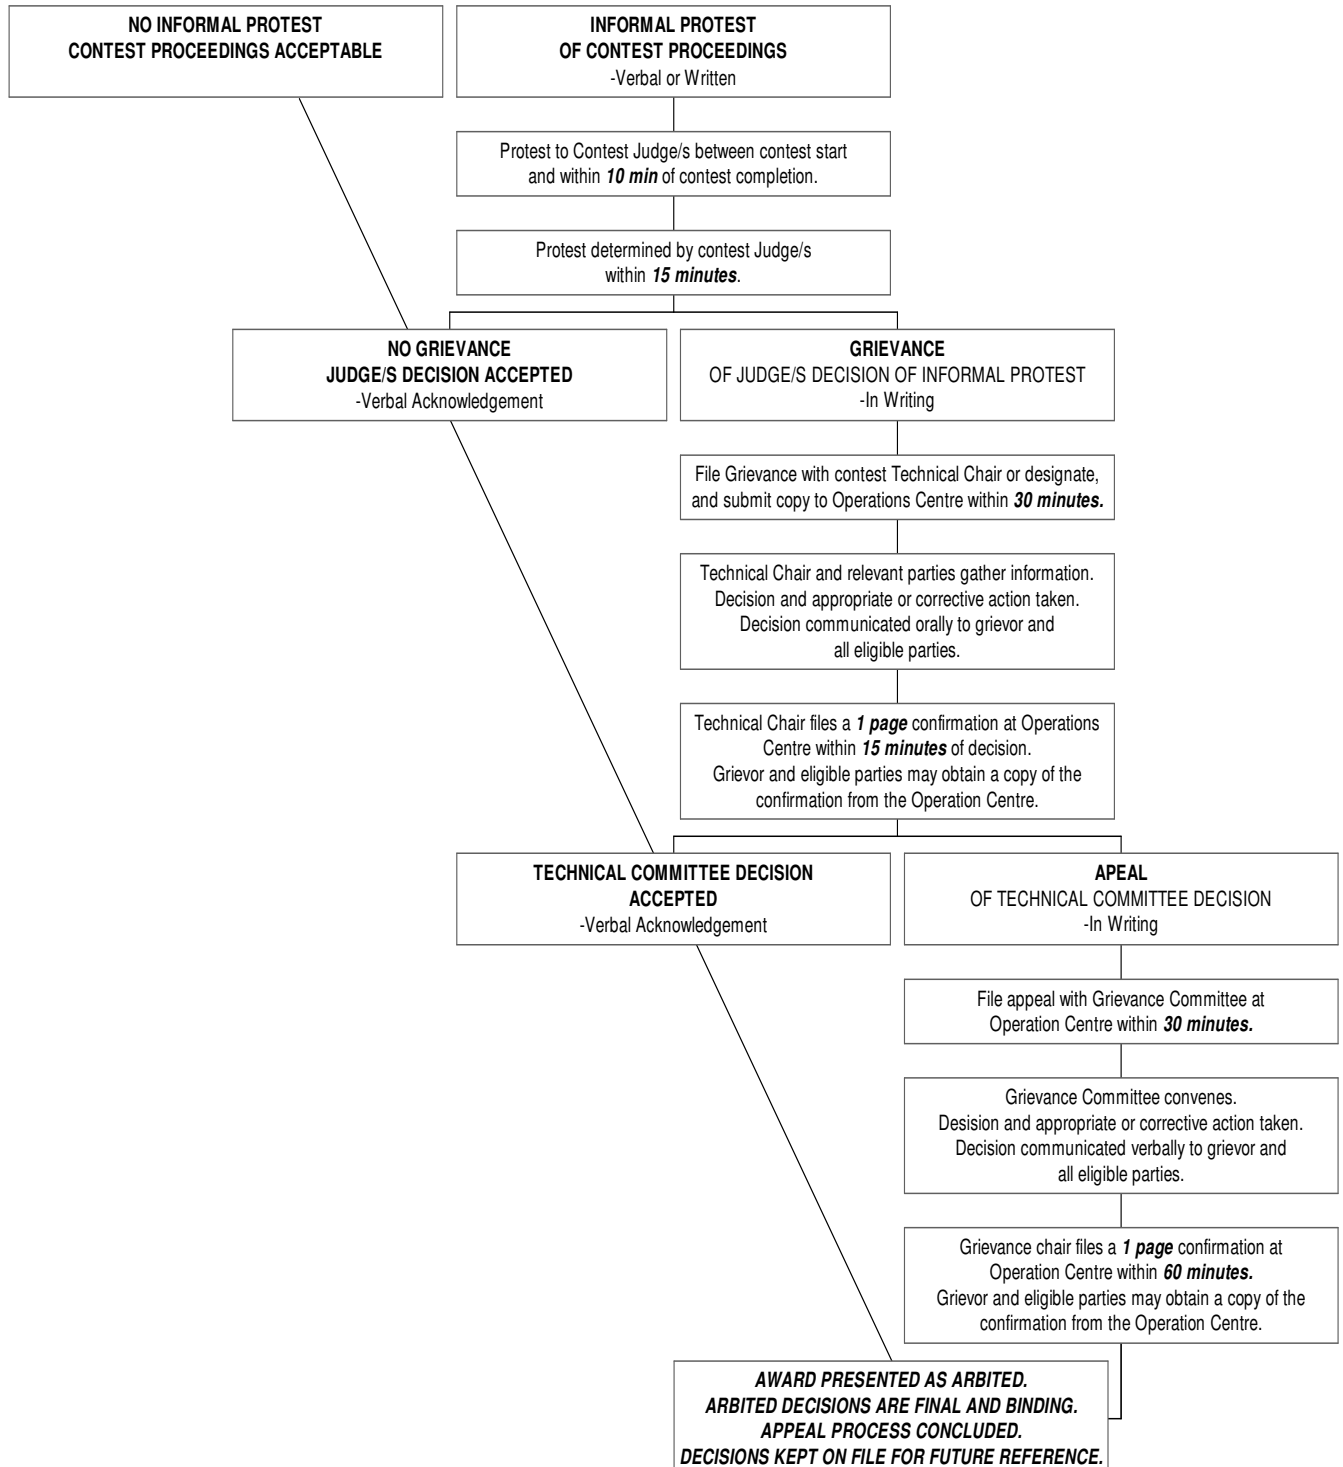 NO INFORMAL PROTEST
CONTEST PROCEEDINGS ACCEPTABLE
INFORMAL PROTEST
OF CONTEST PROCEEDINGS
-Verbal or Written
Protest to Contest Judge/s between contest start
and within 10 min of contest completion.
Protest determined by contest Judge/s
within 15 minutes.
NO GRIEVANCE
JUDGE/S DECISION ACCEPTED
-Verbal Acknowledgement
GRIEVANCE
OF JUDGE/S DECISION OF INFORMAL PROTEST
-In Writing
File Grievance with contest Technical Chair or designate,
and submit copy to Operations Centre within 30 minutes.
Technical Chair and relevant parties gather information.
Decision and appropriate or corrective action taken.
Decision communicated orally to grievor and
all eligible parties.
Technical Chair files a 1 page confirmation at Operations
Centre within 15 minutes of decision.
Grievor and eligible parties may obtain a copy of the
confirmation from the Operation Centre.
TECHNICAL COMMITTEE DECISION
ACCEPTED
-Verbal Acknowledgement
APEAL
OF TECHNICAL COMMITTEE DECISION
-In Writing
File appeal with Grievance Committee at
Operation Centre within 30 minutes.
Grievance Committee convenes.
Desision and appropriate or corrective action taken.
Decision communicated verbally to grievor and
all eligible parties.
Grievance chair files a 1 page confirmation at
Operation Centre within 60 minutes.
Grievor and eligible parties may obtain a copy of the
confirmation from the Operation Centre.
AWARD PRESENTED AS ARBITED.
ARBITED DECISIONS ARE FINAL AND BINDING.
APPEAL PROCESS CONCLUDED.
DECISIONS KEPT ON FILE FOR FUTURE REFERENCE.